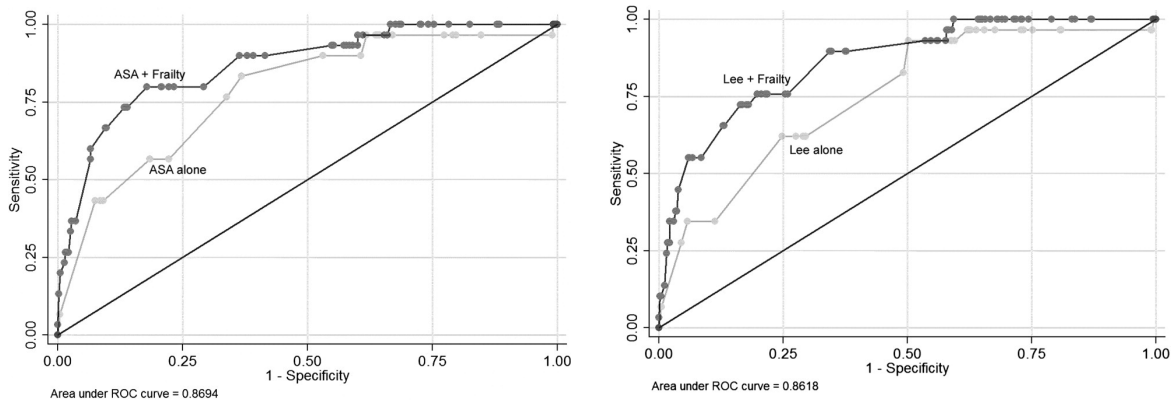 1.00
0.75
0.50
0.25
0.00
Sensitivity
ASA + Frailty
ASA alone
0.00 0.25 0.50 0.75 1.00
1 - Specificity
Area under ROC curve = 0.8694
1.00
0.75
0.50
0.25
0.00
Sensitivity
Lee + Frailty
Lee alone
0.00 0.25 0.50 0.75 1.00
1 - Specificity
Area under ROC curve = 0.8618